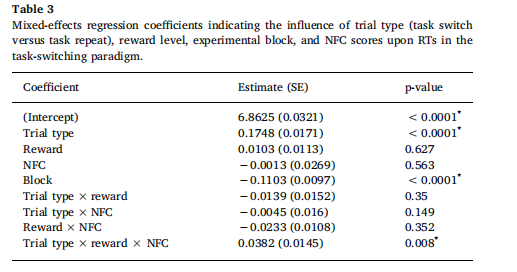 Table 3
Mixed-effects regression coefficients indicating the influence of trial type (task switch
versus task repeat), reward level, experimental block, and NFC scores upon RTs in the
task-switching paradigm.
Coefficient Estimate (SE) p-value
(Intercept) 6.8625 (0.0321) < 0.0001*
Trial type 0.1748 (0.0171) < 0.0001*
Reward 0.0103 (0.0113) 0.627
NFC −0.0013 (0.0269) 0.563
Block −0.1103 (0.0097) < 0.0001*
Trial type × reward −0.0139 (0.0152) 0.35
Trial type × NFC −0.0045 (0.016) 0.149
Reward × NFC −0.0233 (0.0108) 0.352
Trial type × reward × NFC 0.0382 (0.0145) 0.008*